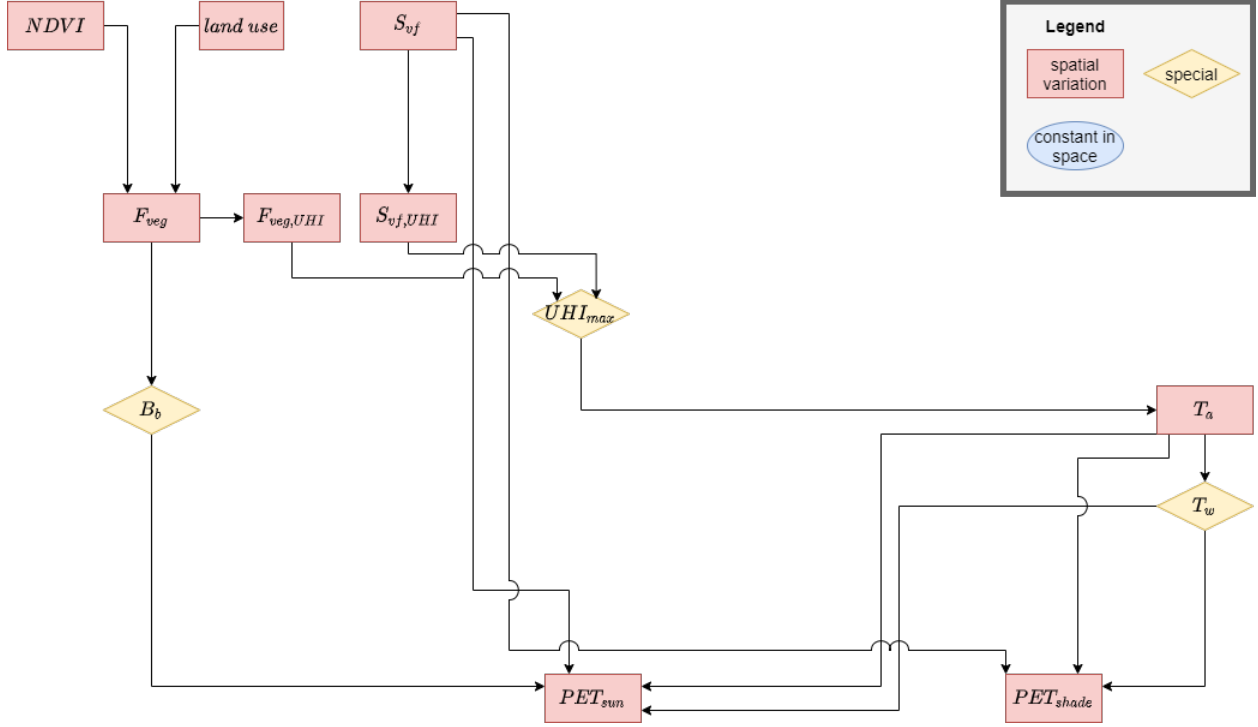 NDVI
land use
S_vf
Legend
spatial
variation
special
constant in
space
F_veg
F_veg,UHI
S_vf,UHI
UHI_max
B_b
T_a
T_w
PET_sun
PET_shade